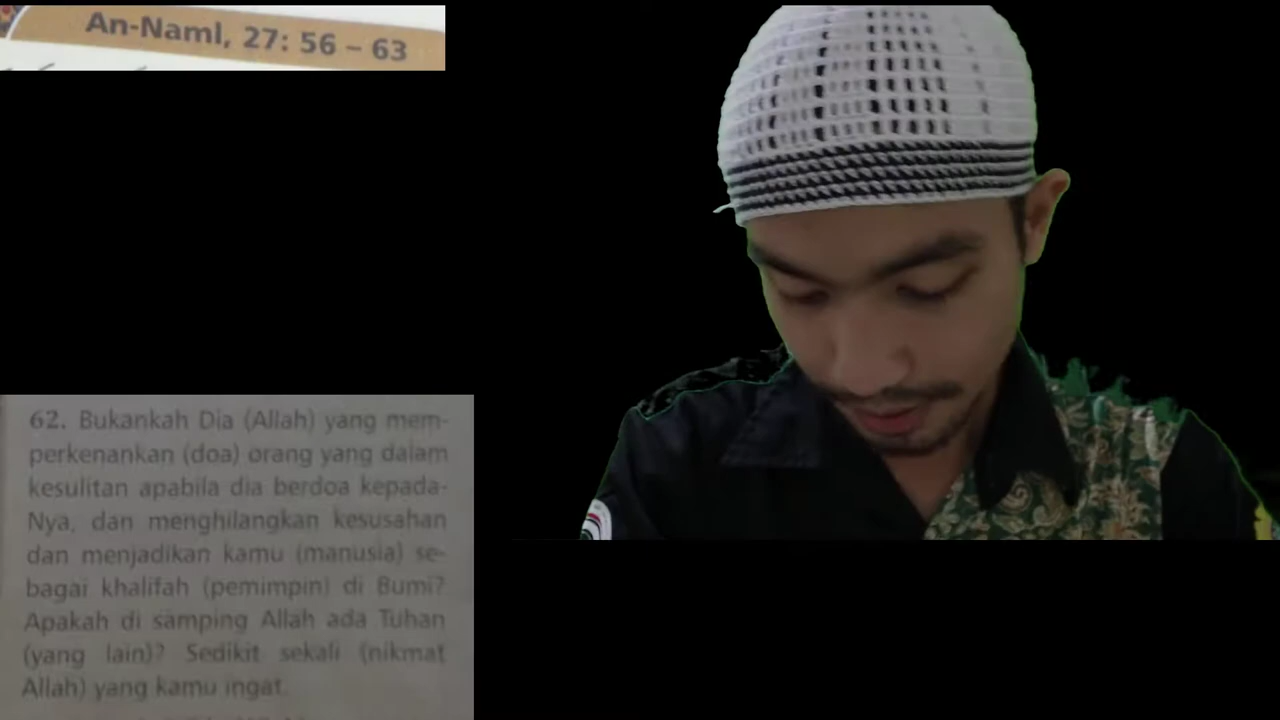 An-Naml, 27: 56 – 63
62. Bukankah Dia (Allah) yang mem-
perkenankan (doa) orang yang dalam
kesulitan apabila dia berdoa kepada-
Nya, dan menghilangkan kesusahan
dan menjadikan kamu (manusia) se-
bagai khalifah (pemimpin) di Bumi?
Apakah di samping Allah ada Tuhan
(yang lain)? Sedikit sekali (nikmat
Allah) yang kamu ingat.